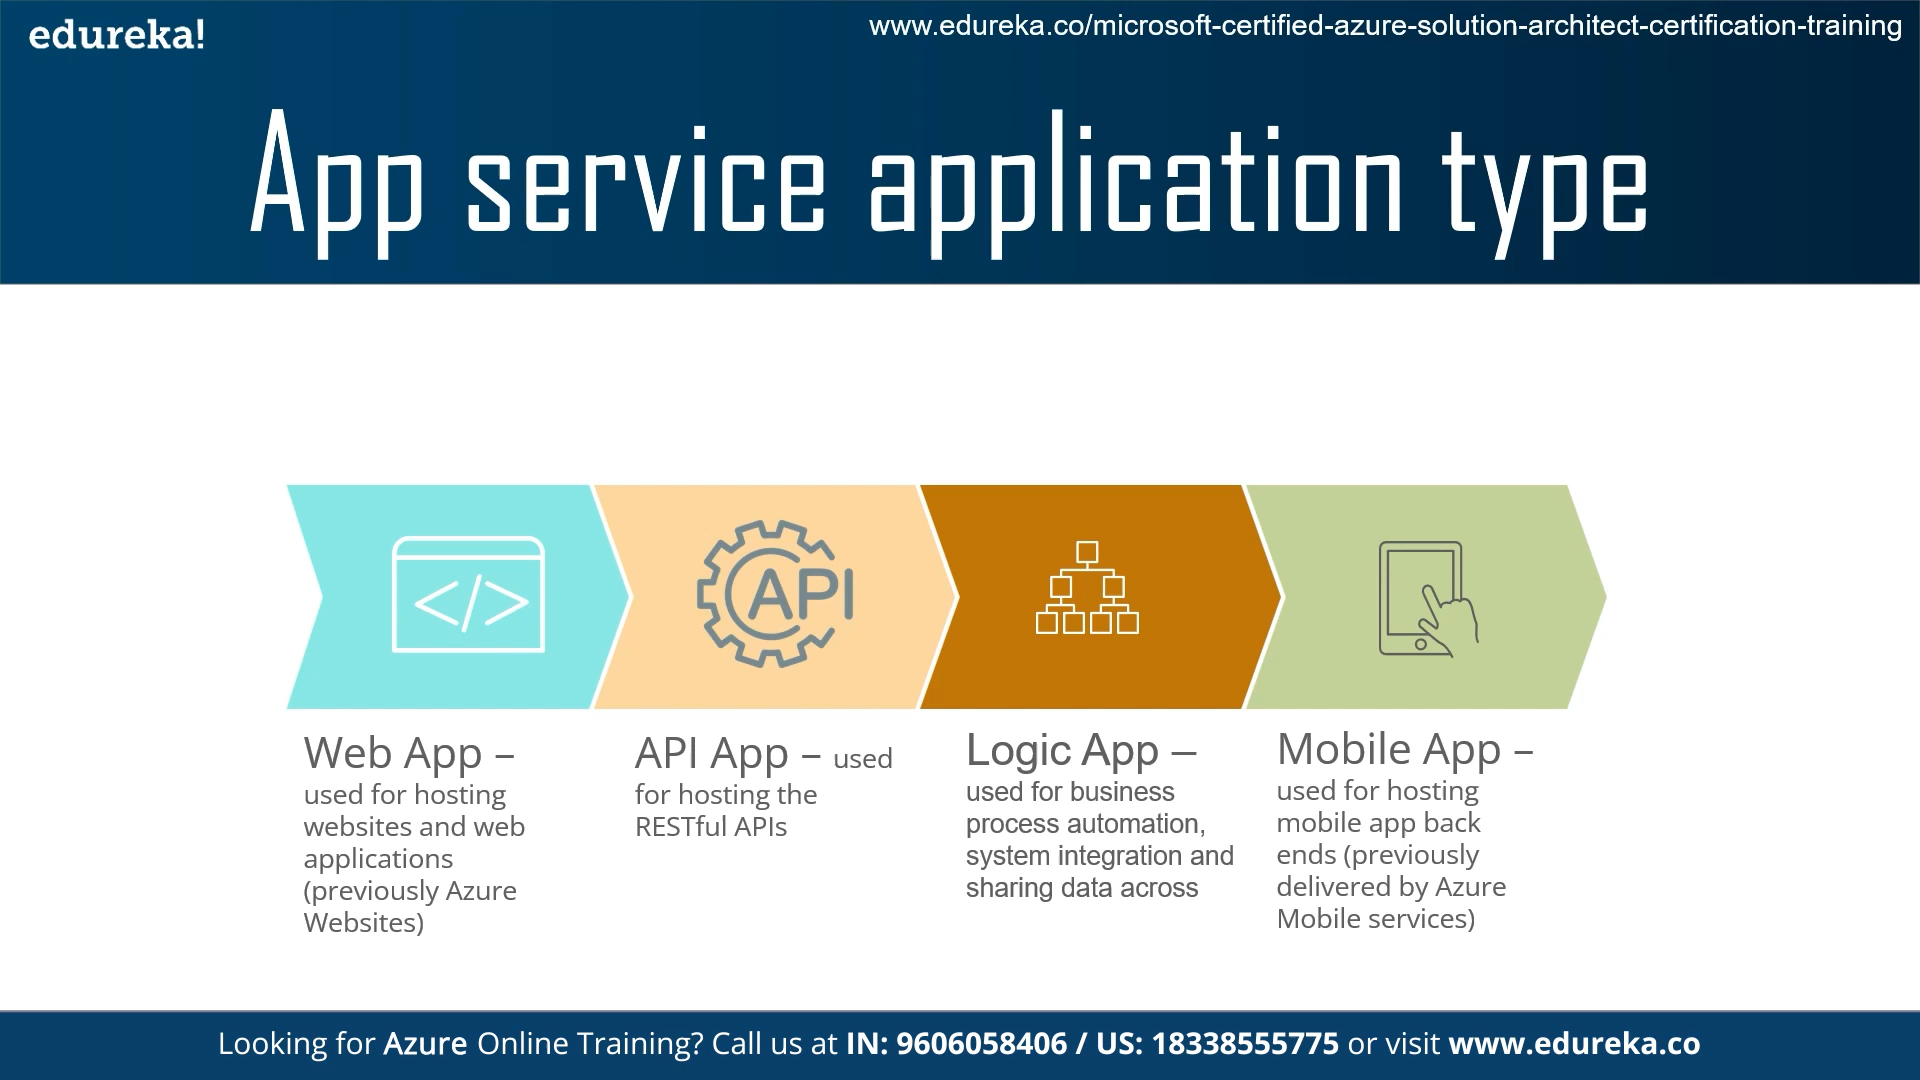 edureka!
www.edureka.co/microsoft-certified-azure-solution-architect-certification-training
App service application type
</>
API
Web App –
used for hosting
websites and web
applications
(previously Azure
Websites)
API App – used
for hosting the
RESTful APIs
Logic App –
used for business
process automation,
system integration and
sharing data across
Mobile App –
used for hosting
mobile app back
ends (previously
delivered by Azure
Mobile services)
Looking for Azure Online Training? Call us at IN: 9606058406 / US: 18338555775 or visit www.edureka.co